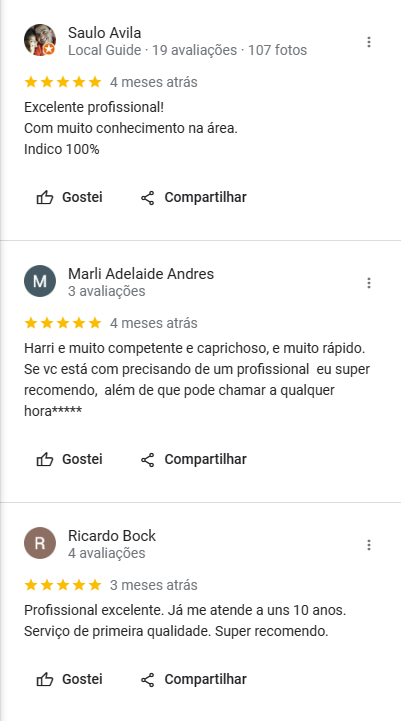 Saulo Avila
Local Guide · 19 avaliações · 107 fotos
4 meses atrás
Excelente profissional!
Com muito conhecimento na área.
Indico 100%
Gostei
Compartilhar
M
Marli Adelaide Andres
3 avaliações
4 meses atrás
Harri e muito competente e caprichoso, e muito rápido.
Se vc está com precisando de um profissional  eu super
recomendo,  além de que pode chamar a qualquer
hora*****
Gostei
Compartilhar
R
Ricardo Bock
4 avaliações
3 meses atrás
Profissional excelente. Já me atende a uns 10 anos.
Serviço de primeira qualidade. Super recomendo.
Gostei
Compartilhar